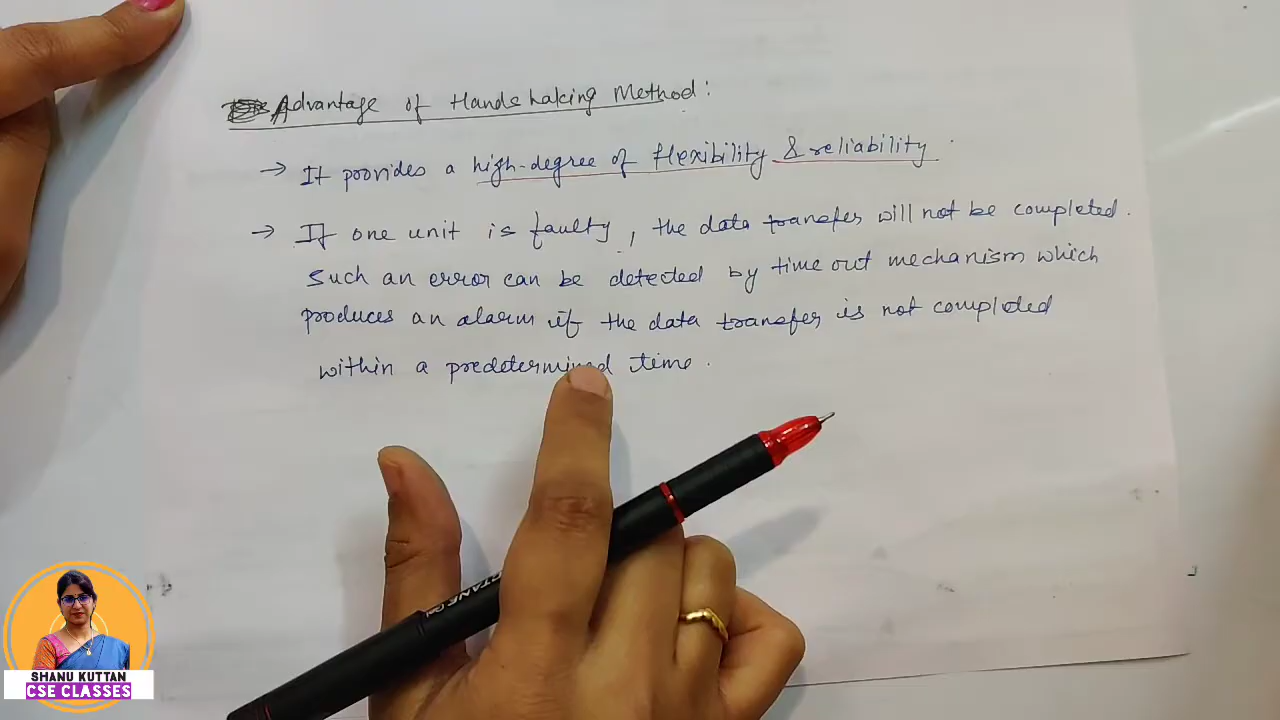 Advantage of Handshaking Method:
→ It provides a high-degree of flexibility & reliability.
→ If one unit is faulty, the data transfer will not be completed.
Such an error can be detected by time out mechanism which
produces an alarm if the data transfer is not completed
within a predetermined time.
SHANU KUTTAN
CSE CLASSES